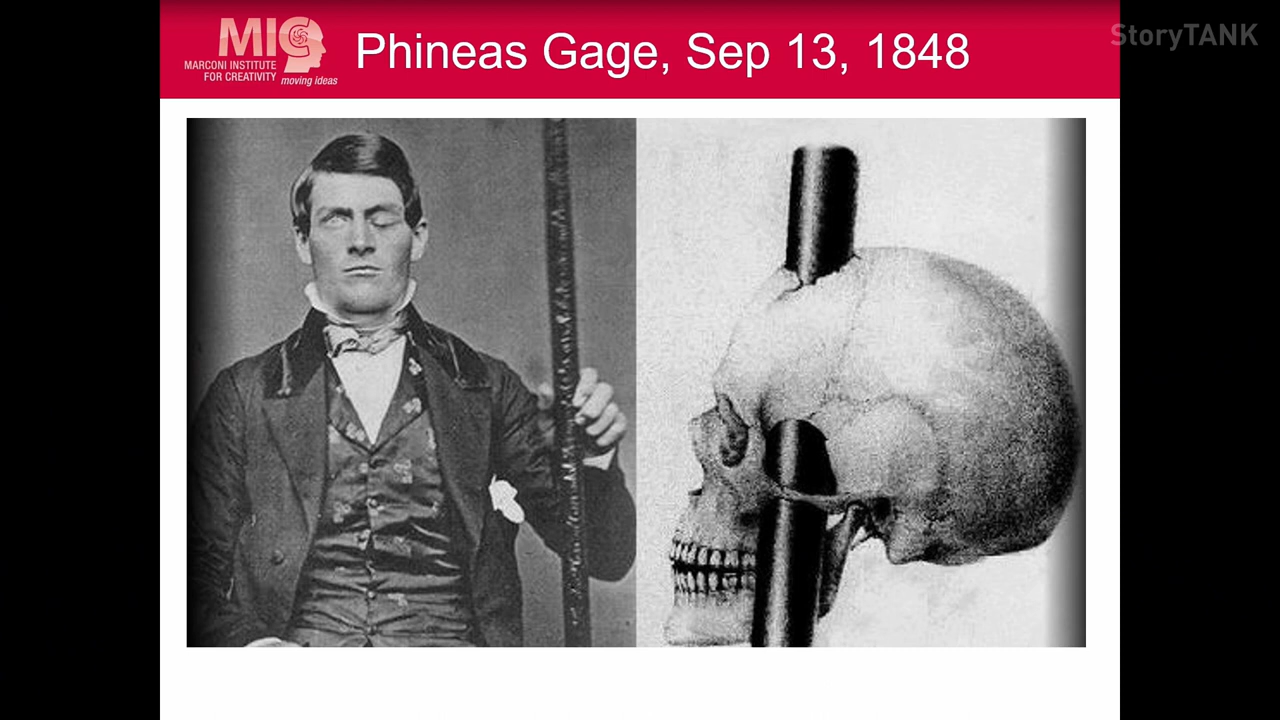 MIC
MARCONI INSTITUTE
FOR CREATIVITY
moving ideas
Phineas Gage, Sep 13, 1848
StoryTANK